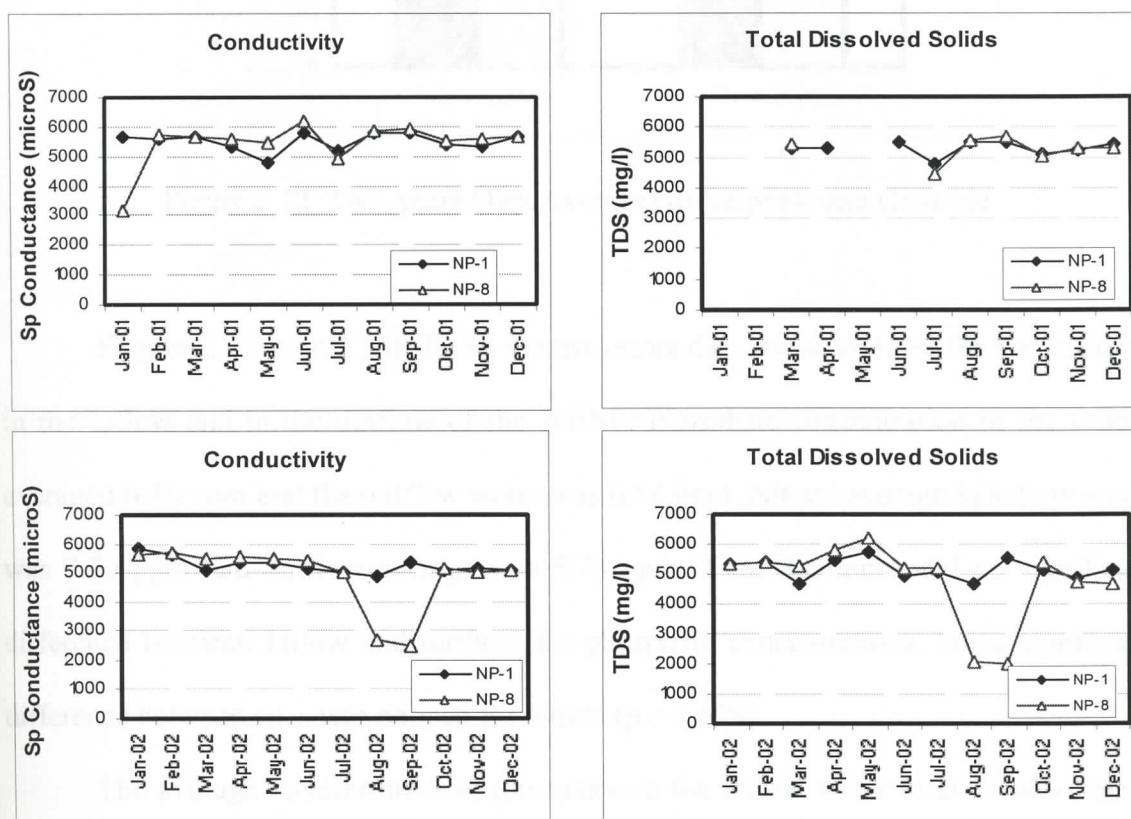 Conductivity
Sp Conductance (microS)
7000
6000
5000
4000
3000
2000
1000
0
NP-1
NP-8
Jan-01
Feb-01
Mar-01
Apr-01
May-01
Jun-01
Jul-01
Aug-01
Sep-01
Oct-01
Nov-01
Dec-01
Total Dissolved Solids
TDS (mg/l)
7000
6000
5000
4000
3000
2000
1000
0
NP-1
NP-8
Jan-01
Feb-01
Mar-01
Apr-01
May-01
Jun-01
Jul-01
Aug-01
Sep-01
Oct-01
Nov-01
Dec-01
Conductivity
Sp Conductance (microS)
7000
6000
5000
4000
3000
2000
1000
0
NP-1
NP-8
Jan-02
Feb-02
Mar-02
Apr-02
May-02
Jun-02
Jul-02
Aug-02
Sep-02
Oct-02
Nov-02
Dec-02
Total Dissolved Solids
TDS (mg/l)
7000
6000
5000
4000
3000
2000
1000
0
NP-1
NP-8
Jan-02
Feb-02
Mar-02
Apr-02
May-02
Jun-02
Jul-02
Aug-02
Sep-02
Oct-02
Nov-02
Dec-02